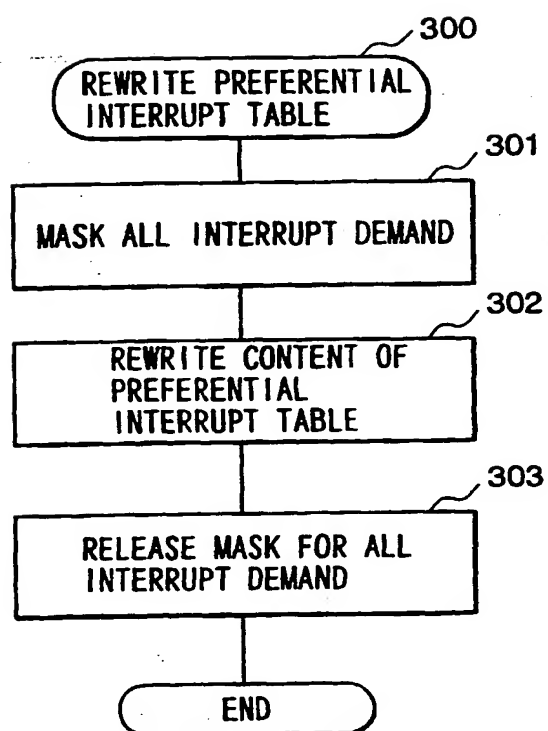 300
REWRITE PREFERENTIAL
INTERRUPT TABLE
301
MASK ALL INTERRUPT DEMAND
302
REWRITE CONTENT OF
PREFERENTIAL
INTERRUPT TABLE
303
RELEASE MASK FOR ALL
INTERRUPT DEMAND
END